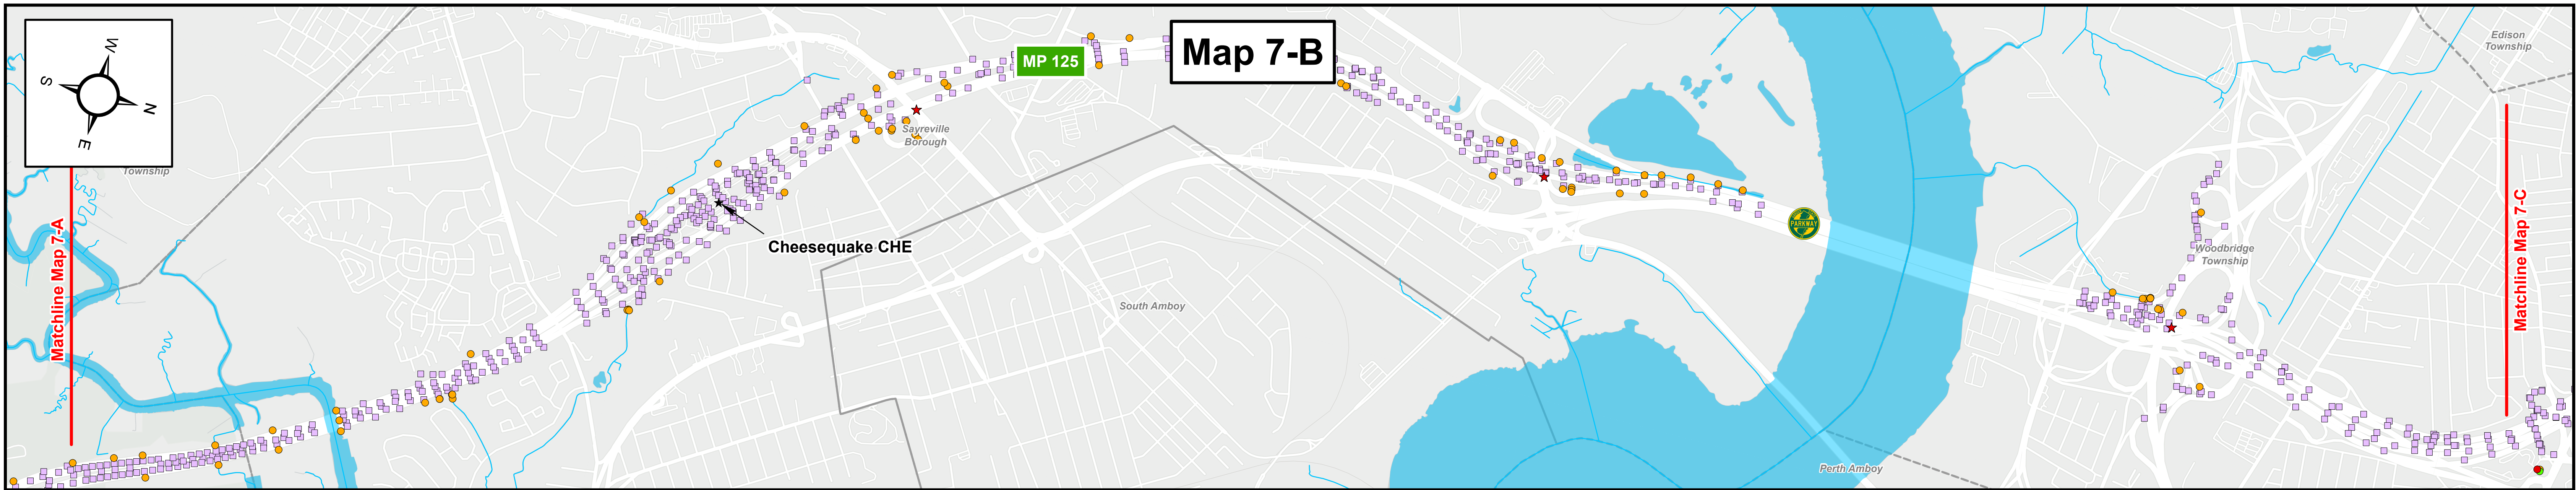 Map 7-B
MP 125
W
S
N
E
Township
Matchline Map 7-A
Sayreville
Borough
Cheesequake CHE
South Amboy
PARKWAY
Edison
Township
Woodbridge
Township
Matchline Map 7-C
Perth Amboy